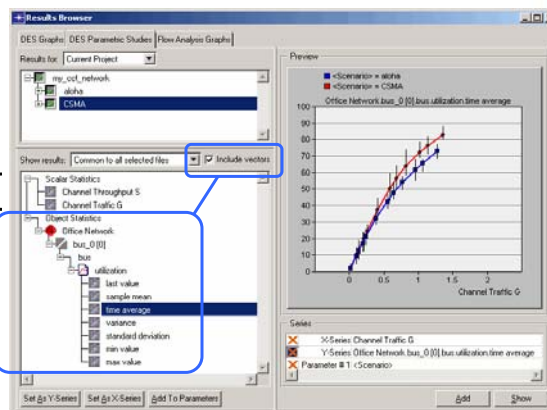 Results Browser
DES Graphs DES Parametric Studies Flow Analysis Graphs
Results for: Current Project
my_cct_network
aloha
CSMA
Show results: Common to all selected files Include vectors
Scalar Statistics
Channel Throughput S
Channel Traffic G
Object Statistics
Office Network
bus_0 [0]
bus
utilization
last value
sample mean
time average
variance
standard deviation
min value
max value
Set As Y-Series Set As X-Series Add To Parameters
Preview
<Scenario> = aloha
<Scenario> = CSMA
Office Network.bus_0 [0].bus.utilization.time average
100
90
80
70
60
50
40
30
20
10
0
0 0.5 1 1.5 2
Channel Traffic G
Series
X-Series Channel Traffic G
Y-Series Office Network.bus_0 [0].bus.utilization.time average
Parameter # 1: <Scenario>
Add Show